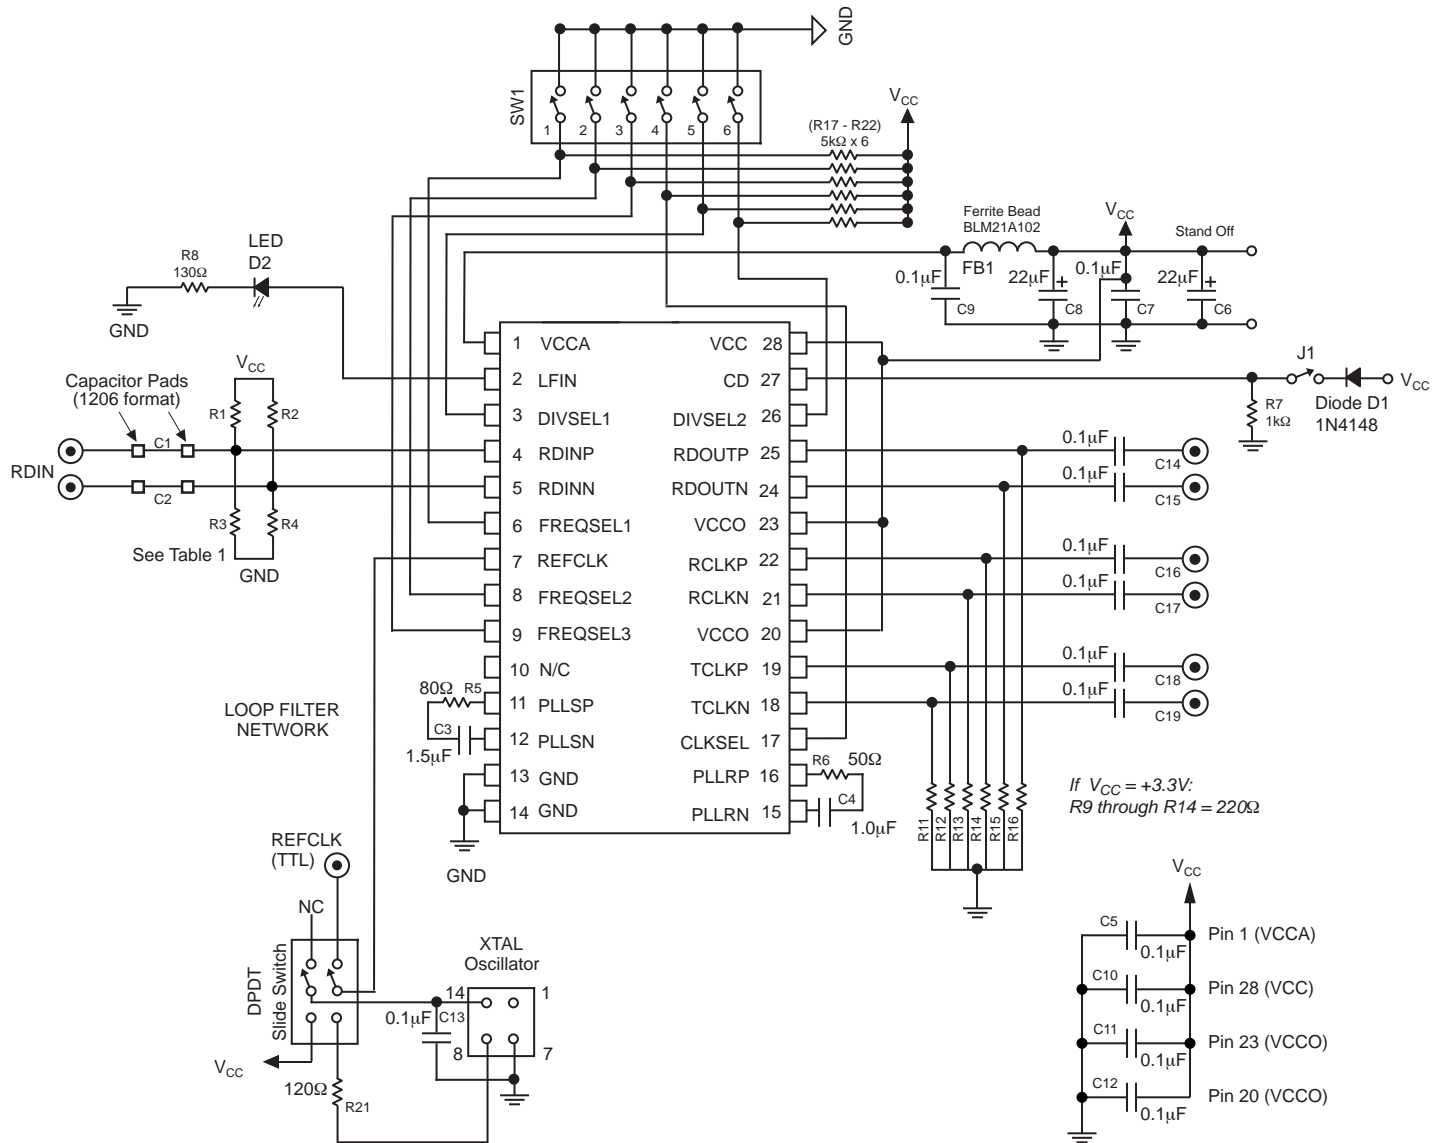 GND
SW1
1 2 3 4 5 6
(R17 - R22)
5kΩ x 6
VCC
Ferrite Bead
BLM21A102
FB1
VCC
Stand Off
0.1µF
C9
22µF
+
C8
0.1µF
C7
22µF
+
C6
LED
D2
R8
130Ω
GND
VCC
Capacitor Pads
(1206 format)
R1
R2
C1
RDIN
C2
R3
R4
See Table 1
GND
1 VCCA
2 LFIN
3 DIVSEL1
4 RDINP
5 RDINN
6 FREQSEL1
7 REFCLK
8 FREQSEL2
9 FREQSEL3
10 N/C
11 PLLSP
12 PLLSN
13 GND
14 GND
VCC 28
CD 27
DIVSEL2 26
RDOUTP 25
RDOUTN 24
VCCO 23
RCLKP 22
RCLKN 21
VCCO 20
TCLKP 19
TCLKN 18
CLKSEL 17
PLLRP 16
PLLRN 15
J1
VCC
R7
1kΩ
Diode D1
1N4148
0.1µF
C14
0.1µF
C15
0.1µF
C16
0.1µF
C17
0.1µF
C18
0.1µF
C19
LOOP FILTER
NETWORK
80Ω
R5
C3
1.5µF
GND
R6
50Ω
C4
1.0µF
R11
R12
R13
R14
R15
R16
If VCC = +3.3V:
R9 through R14 = 220Ω
REFCLK
(TTL)
NC
DPDT
Slide Switch
VCC
120Ω
R21
XTAL
Oscillator
14
1
0.1µF
C13
8
7
VCC
C5
0.1µF
Pin 1 (VCCA)
C10
0.1µF
Pin 28 (VCC)
C11
0.1µF
Pin 23 (VCCO)
C12
0.1µF
Pin 20 (VCCO)